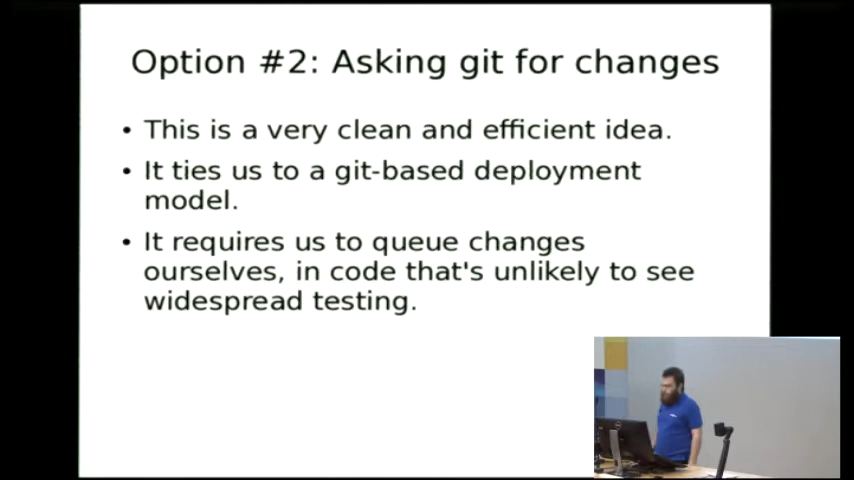 Option #2: Asking git for changes
• This is a very clean and efficient idea.
• It ties us to a git-based deployment
model.
• It requires us to queue changes
ourselves, in code that's unlikely to see
widespread testing.